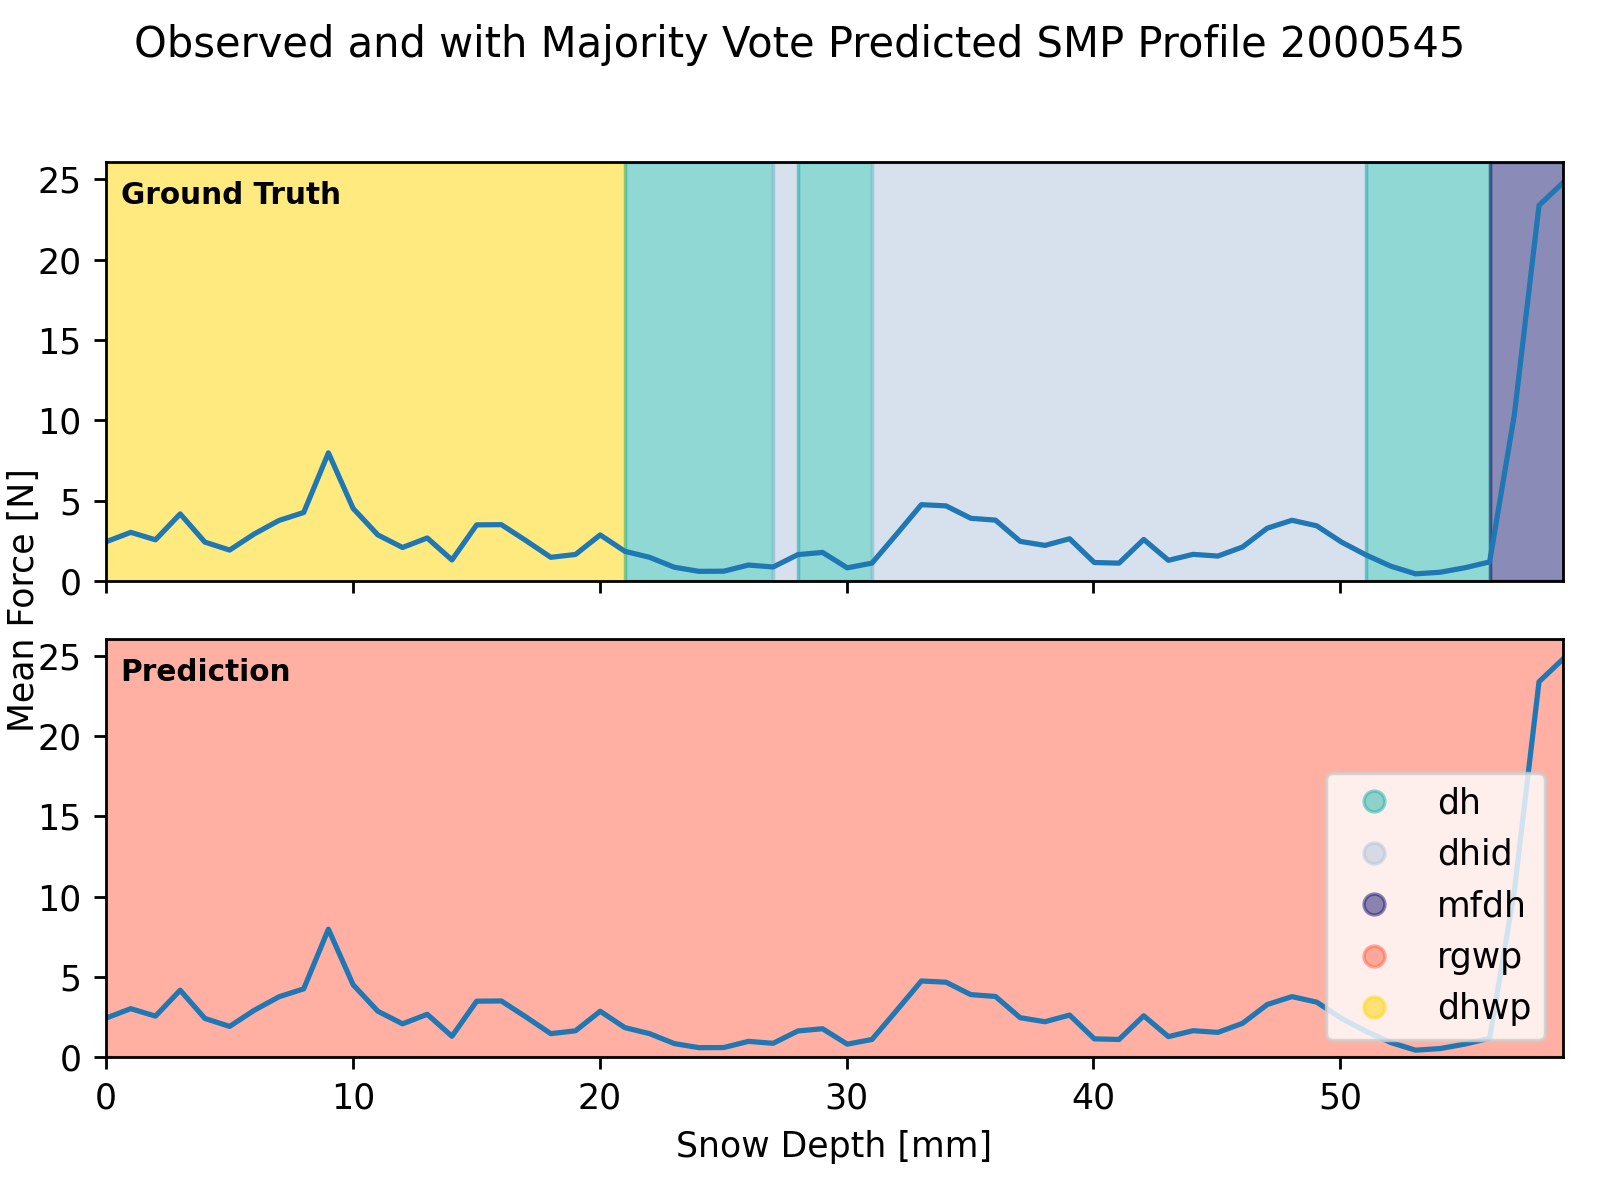 Observed and with Majority Vote Predicted SMP Profile 2000545
Mean Force [N]
25
20
15
10
5
0
Ground Truth
25
20
15
10
5
0
Prediction
dh
dhid
mfdh
rgwp
dhwp
0 10 20 30 40 50
Snow Depth [mm]